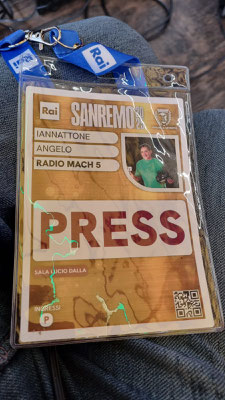 Rai
Rai
SANREMO
IANNATTONE
ANGELO
RADIO MACH 5
R
PRESS
SALA LUCIO DALLA
INGRESSI
P